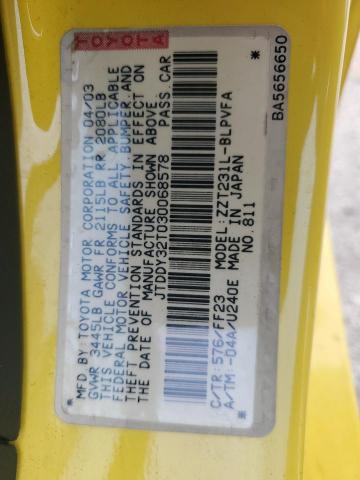 TOYOTA
MFD BY: TOYOTA MOTOR CORPORATION 04/03
GVWR 3445LB GAWR FR 2115LB RR 2080LB
THIS VEHICLE CONFORMS TO ALL APPLICABLE
FEDERAL MOTOR VEHICLE SAFETY, BUMPER, AND
THEFT PREVENTION STANDARDS IN EFFECT ON
THE DATE OF MANUFACTURE SHOWN ABOVE.
JTDDY32T030068578 PASS. CAR
C/TR: 576/FF23 MODEL: ZZT231L-BLPVFA
A/TM: -04A/U240E MADE IN JAPAN
NO. 811
* *
BA5656650